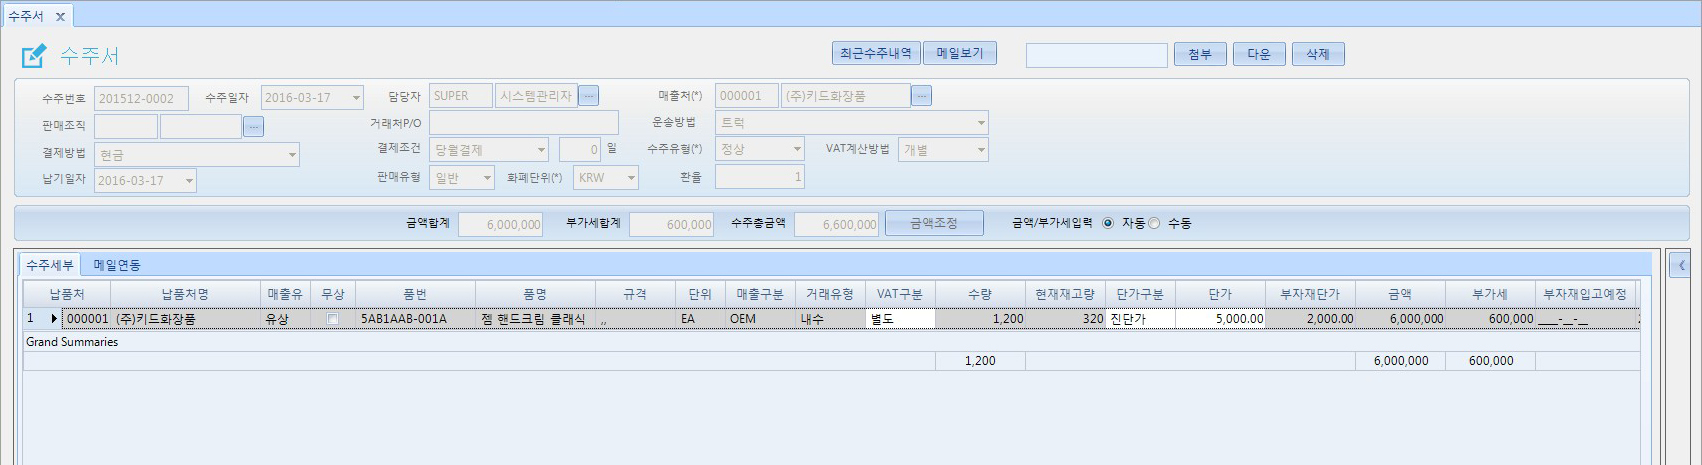 수주서 x
수주서 최근수주내역 메일보기 첨부 다운 삭제
수주번호 201512-0002 수주일자 2016-03-17 담당자 SUPER 시스템관리자 ... 매출처(*) 000001 (주)키드화장품 ...
판매조직 ... 거래처P/O 운송방법 트럭
결제방법 현금 결제조건 당월결제 0 일 수주유형(*) 정상 VAT계산방법 개별
납기일자 2016-03-17 판매유형 일반 화폐단위(*) KRW 환율 1
금액합계 6,000,000 부가세합계 600,000 수주총금액 6,600,000 금액조정 금액/부가세입력 자동 수동
수주세부 메일연동
납품처 납품처명 매출유 무상 품번 품명 규격 단위 매출구분 거래유형 VAT구분 수량 현재재고량 단가구분 단가 부자재단가 금액 부가세 부자재입고예정
1 000001 (주)키드화장품 유상 5AB1AAB-001A 젬 핸드크림 클래식 ,, EA OEM 내수 별도 1,200 320 진단가 5,000.00 2,000.00 6,000,000 600,000 ____-__-__
Grand Summaries
1,200 6,000,000 600,000